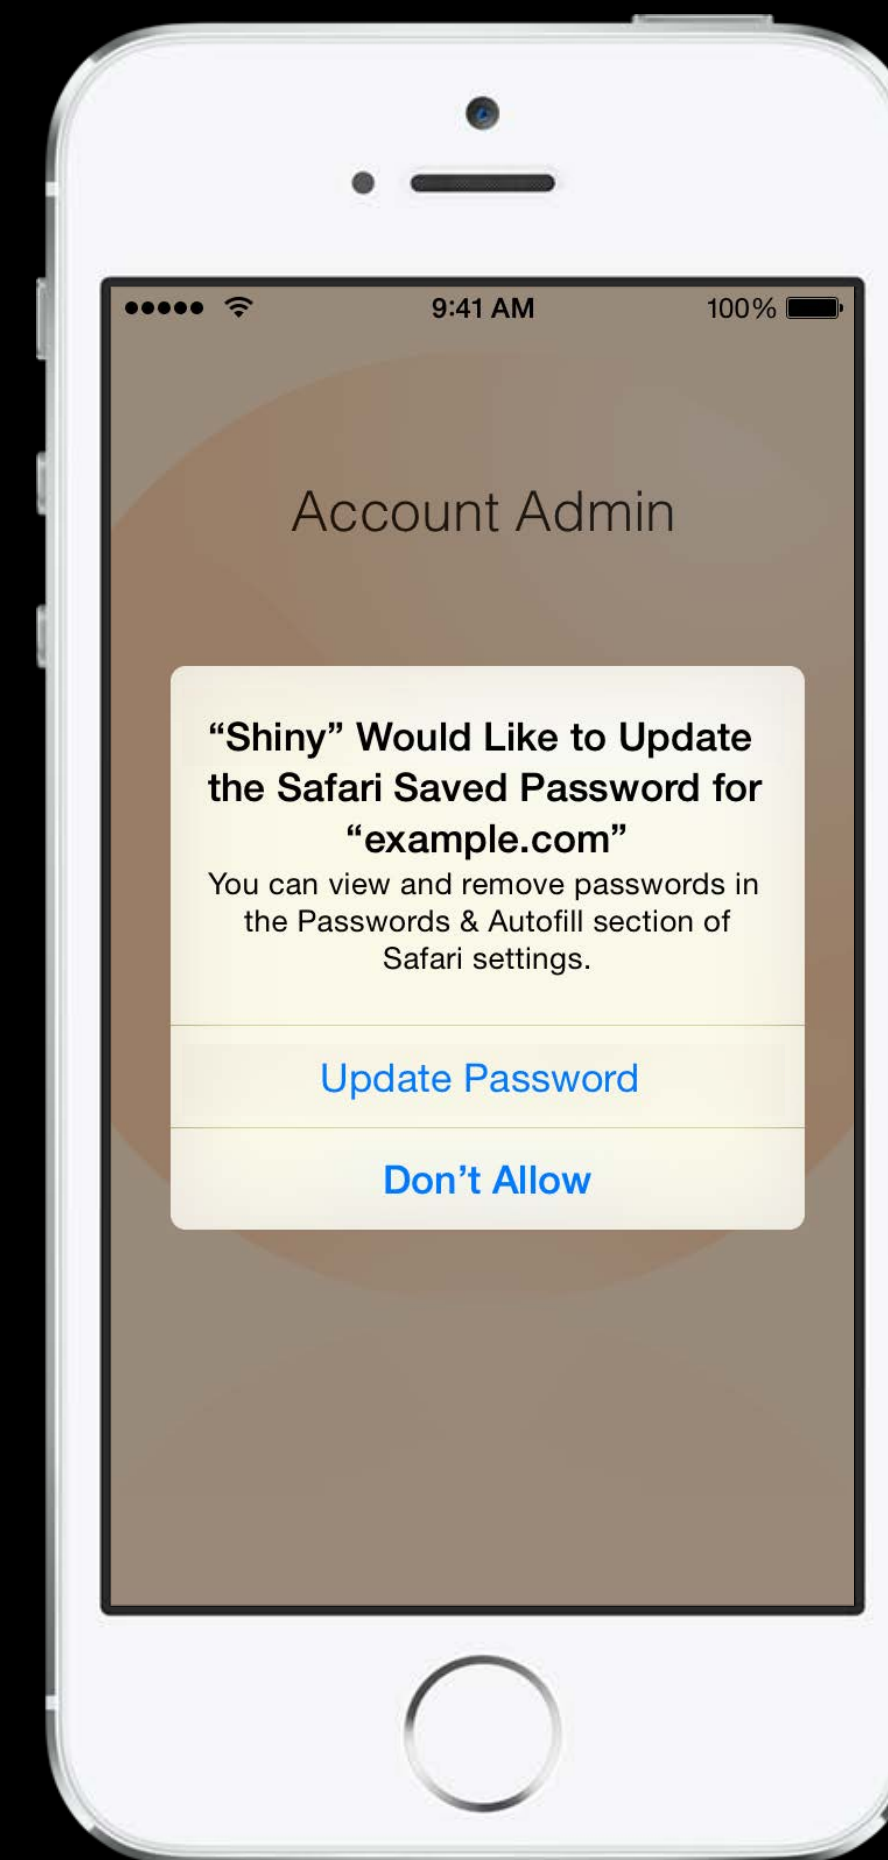 9:41 AM 100%
Account Admin
“Shiny” Would Like to Update
the Safari Saved Password for
“example.com”
You can view and remove passwords in
the Passwords & Autofill section of
Safari settings.
Update Password
Don’t Allow